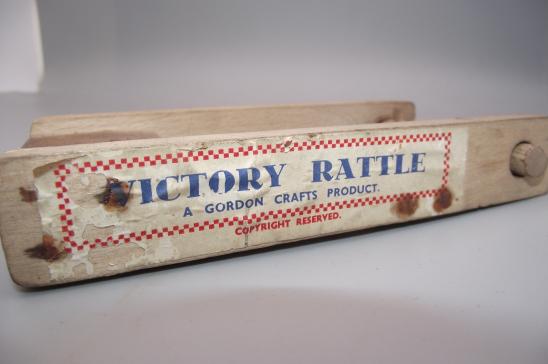 VICTORY RATTLE
A GORDON CRAFTS PRODUCT.
COPYRIGHT RESERVED.